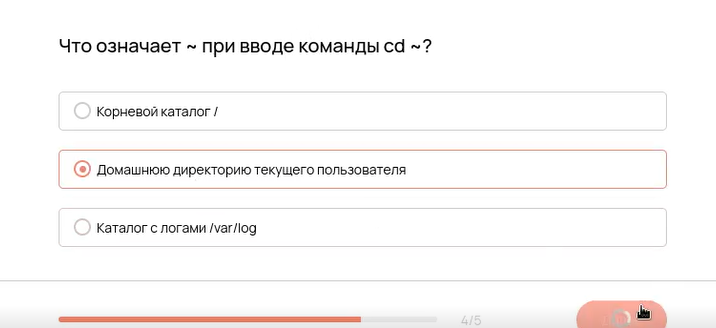 Что означает ~ при вводе команды cd ~?
Корневой каталог /
Домашнюю директорию текущего пользователя
Каталог с логами /var/log
4/5